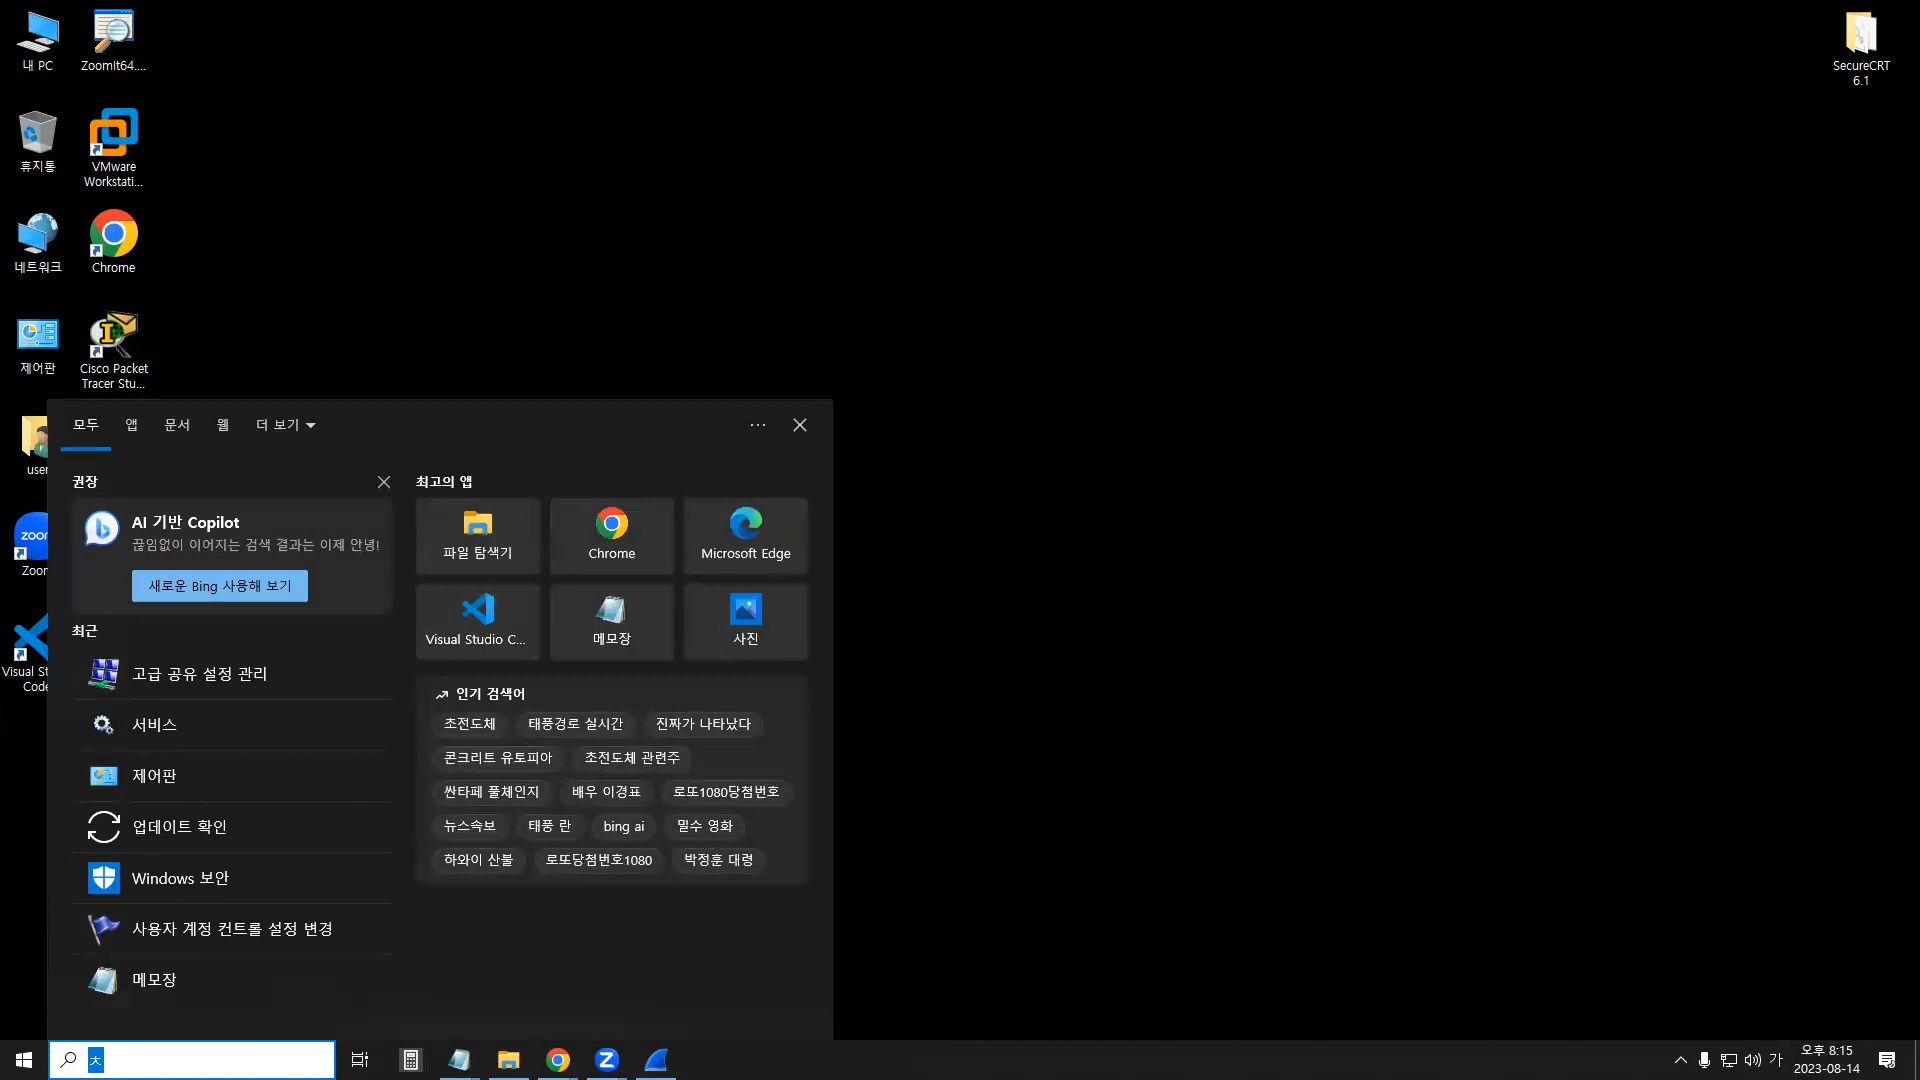 내 PC
ZoomIt64....
SecureCRT
6.1
휴지통
VMware
Workstati...
네트워크
Chrome
제어판
Cisco Packet
Tracer Stu...
user
Zoom
Visual St
Code
모두 앱 문서 웹 더 보기
권장
AI 기반 Copilot
끊임없이 이어지는 검색 결과는 이제 안녕!
새로운 Bing 사용해 보기
최근
고급 공유 설정 관리
서비스
제어판
업데이트 확인
Windows 보안
사용자 계정 컨트롤 설정 변경
메모장
최고의 앱
파일 탐색기
Chrome
Microsoft Edge
Visual Studio C...
메모장
사진
인기 검색어
초전도체 태풍경로 실시간 진짜가 나타났다
콘크리트 유토피아 초전도체 관련주
싼타페 풀체인지 배우 이경표 로또1080당첨번호
뉴스속보 태풍 란 bing ai 밀수 영화
하와이 산불 로또당첨번호1080 박정훈 대령
ㅊ
가
오후 8:15
2023-08-14